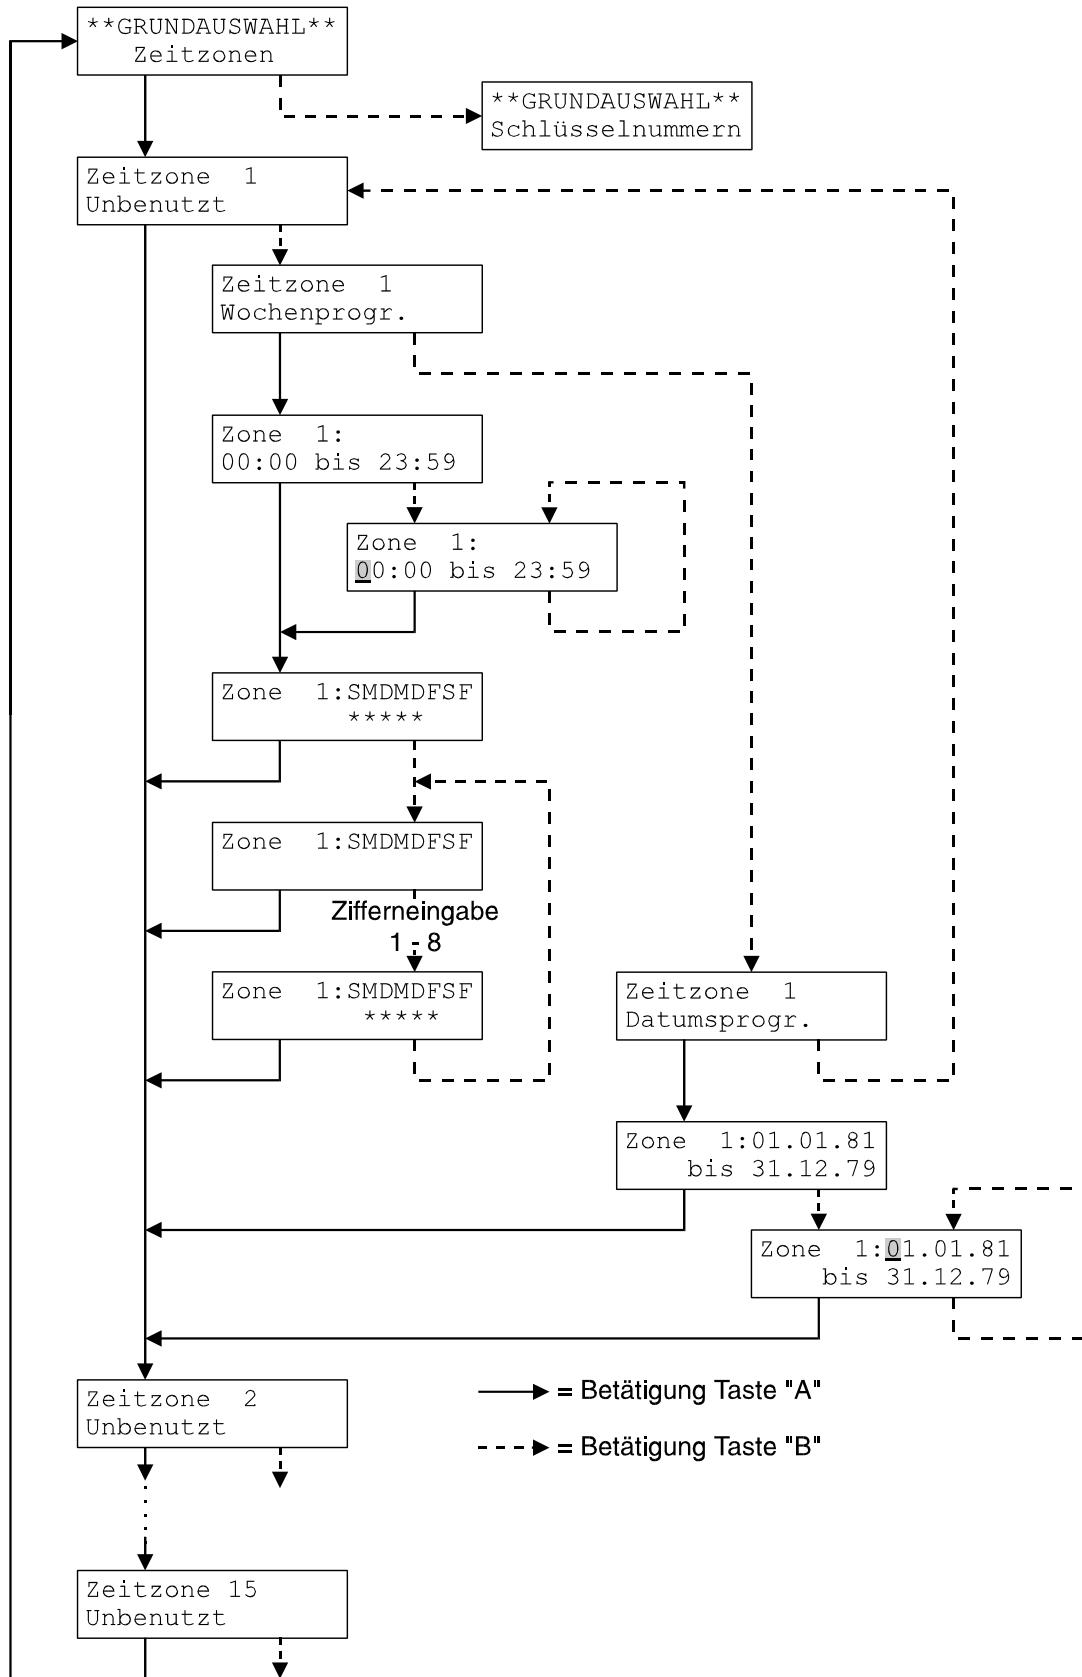 **GRUNDAUSWAHL**
Zeitzonen
**GRUNDAUSWAHL**
Schlüsselnummern
Zeitzone 1
Unbenutzt
Zeitzone 1
Wochenprogr.
Zone 1:
00:00 bis 23:59
Zone 1:
00:00 bis 23:59
Zone 1:SMDMDFSF
*****
Zone 1:SMDMDFSF
Zifferneingabe
1 - 8
Zone 1:SMDMDFSF
*****
Zeitzone 1
Datumsprogr.
Zone 1:01.01.81
bis 31.12.79
Zone 1:01.01.81
bis 31.12.79
Zeitzone 2
Unbenutzt
= Betätigung Taste "A"
= Betätigung Taste "B"
Zeitzone 15
Unbenutzt